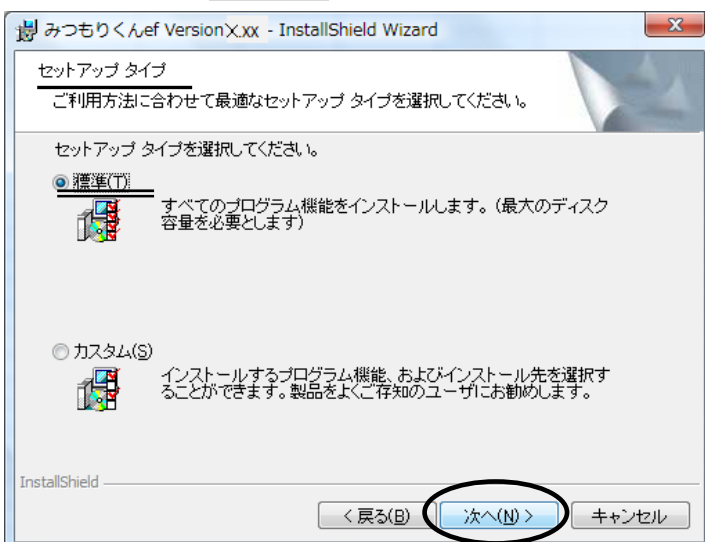 みつもりくんef VersionX.xx - InstallShield Wizard
セットアップ タイプ
ご利用方法に合わせて最適なセットアップ タイプを選択してください。
セットアップ タイプを選択してください。
標準(T)
すべてのプログラム機能をインストールします。(最大のディスク
容量を必要とします)
カスタム(S)
インストールするプログラム機能、およびインストール先を選択す
ることができます。製品をよくご存知のユーザにお勧めします。
InstallShield
< 戻る(B)
次へ(N) >
キャンセル